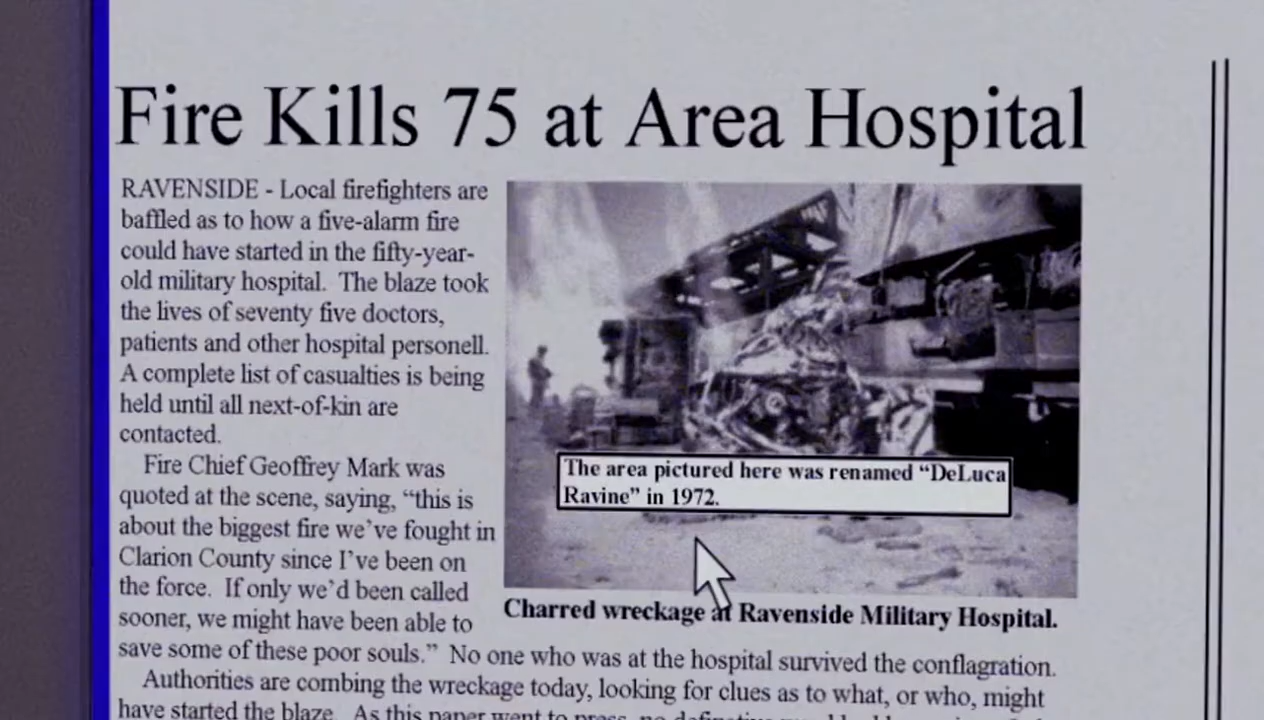 Fire Kills 75 at Area Hospital
RAVENSIDE - Local firefighters are
baffled as to how a five-alarm fire
could have started in the fifty-year-
old military hospital. The blaze took
the lives of seventy five doctors,
patients and other hospital personell.
A complete list of casualties is being
held until all next-of-kin are
contacted.
Fire Chief Geoffrey Mark was
quoted at the scene, saying, “this is
about the biggest fire we’ve fought in
Clarion County since I’ve been on
the force. If only we’d been called
sooner, we might have been able to
save some of these poor souls.” No one who was at the hospital survived the conflagration.
Authorities are combing the wreckage today, looking for clues as to what, or who, might
have started the blaze. As this paper went to press, no
The area pictured here was renamed “DeLuca
Ravine” in 1972.
Charred wreckage at Ravenside Military Hospital.